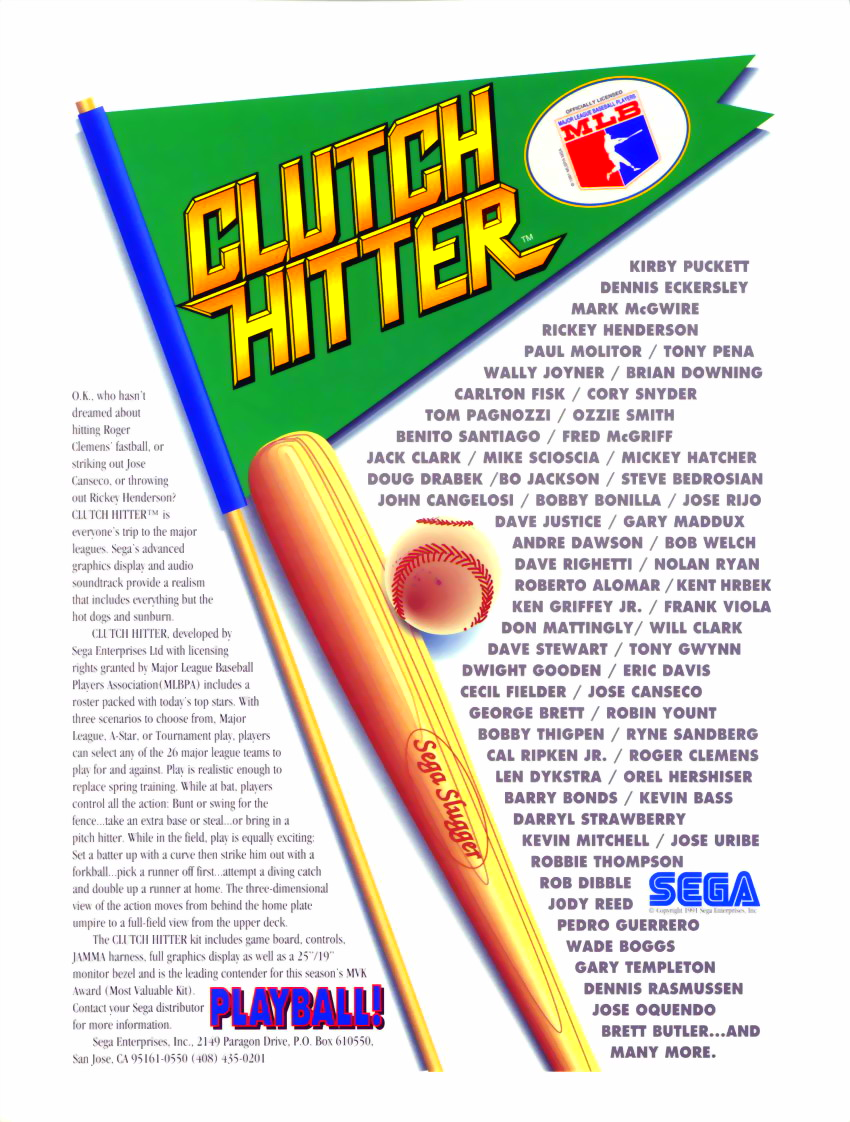 CLUTCH
HITTER™
OFFICIALLY LICENSED
MAJOR LEAGUE BASEBALL PLAYERS
MLB
KIRBY PUCKETT
DENNIS ECKERSLEY
MARK McGWIRE
RICKEY HENDERSON
PAUL MOLITOR / TONY PENA
WALLY JOYNER / BRIAN DOWNING
CARLTON FISK / CORY SNYDER
TOM PAGNOZZI / OZZIE SMITH
BENITO SANTIAGO / FRED McGRIFF
JACK CLARK / MIKE SCIOSCIA / MICKEY HATCHER
DOUG DRABEK /BO JACKSON / STEVE BEDROSIAN
JOHN CANGELOSI / BOBBY BONILLA / JOSE RIJO
DAVE JUSTICE / GARY MADDUX
ANDRE DAWSON / BOB WELCH
DAVE RIGHETTI / NOLAN RYAN
ROBERTO ALOMAR / KENT HRBEK
KEN GRIFFEY JR. / FRANK VIOLA
DON MATTINGLY/ WILL CLARK
DAVE STEWART / TONY GWYNN
DWIGHT GOODEN / ERIC DAVIS
CECIL FIELDER / JOSE CANSECO
GEORGE BRETT / ROBIN YOUNT
BOBBY THIGPEN / RYNE SANDBERG
CAL RIPKEN JR. / ROGER CLEMENS
LEN DYKSTRA / OREL HERSHISER
BARRY BONDS / KEVIN BASS
DARRYL STRAWBERRY
KEVIN MITCHELL / JOSE URIBE
ROBBIE THOMPSON
ROB DIBBLE
JODY REED
PEDRO GUERRERO
WADE BOGGS
GARY TEMPLETON
DENNIS RASMUSSEN
JOSE OQUENDO
BRETT BUTLER...AND
MANY MORE.
SEGA
© Copyright 1991 Sega Enterprises, Inc.
Sega Slugger
O.K., who hasn't
dreamed about
hitting Roger
Clemens' fastball, or
striking out Jose
Canseco, or throwing
out Rickey Henderson?
CLUTCH HITTER™ is
everyone's trip to the major
leagues. Sega's advanced
graphics display and audio
soundtrack provide a realism
that includes everything but the
hot dogs and sunburn.
CLUTCH HITTER, developed by
Sega Enterprises Ltd with licensing
rights granted by Major League Baseball
Players Association(MLBPA) includes a
roster packed with today's top stars. With
three scenarios to choose from, Major
League, A-Star, or Tournament play, players
can select any of the 26 major league teams to
play for and against. Play is realistic enough to
replace spring training. While at bat, players
control all the action: Bunt or swing for the
fence...take an extra base or steal...or bring in a
pitch hitter. While in the field, play is equally exciting:
Set a batter up with a curve then strike him out with a
forkball...pick a runner off first...attempt a diving catch
and double up a runner at home. The three-dimensional
view of the action moves from behind the home plate
umpire to a full-field view from the upper deck.
The CLUTCH HITTER kit includes game board, controls,
JAMMA harness, full graphics display as well as a 25"/19"
monitor bezel and is the leading contender for this season's MVK
Award (Most Valuable Kit).
Contact your Sega distributor
for more information.
PLAYBALL!
Sega Enterprises, Inc., 2149 Paragon Drive, P.O. Box 610550,
San Jose, CA 95161-0550 (408) 435-0201